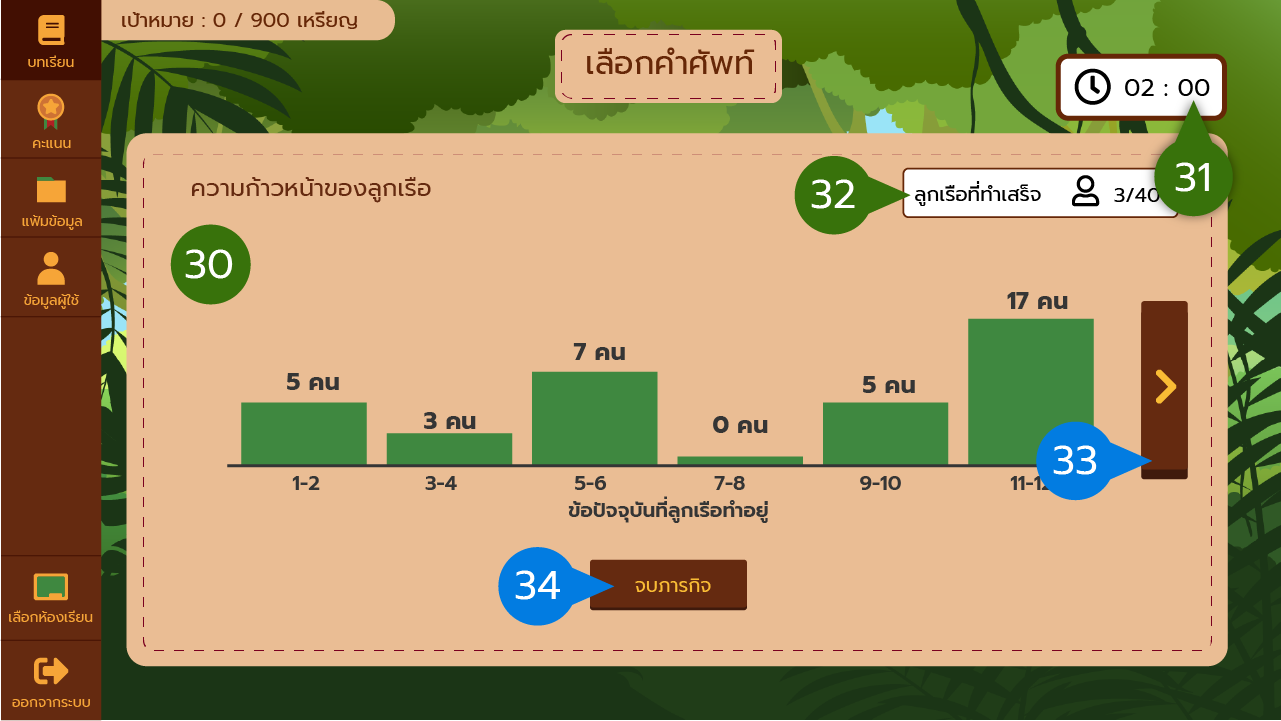 เป้าหมาย : 0 / 900 เหรียญ
บทเรียน
คะแนน
แฟ้มข้อมูล
ข้อมูลผู้ใช้
เลือกห้องเรียน
ออกจากระบบ
เลือกคำศัพท์
02 : 00
31
ความก้าวหน้าของลูกเรือ
32
ลูกเรือที่ทำเสร็จ 3/40
30
5 คน
3 คน
7 คน
0 คน
5 คน
17 คน
33
1-2 3-4 5-6 7-8 9-10
ข้อปัจจุบันที่ลูกเรือทำอยู่
34
จบภารกิจ